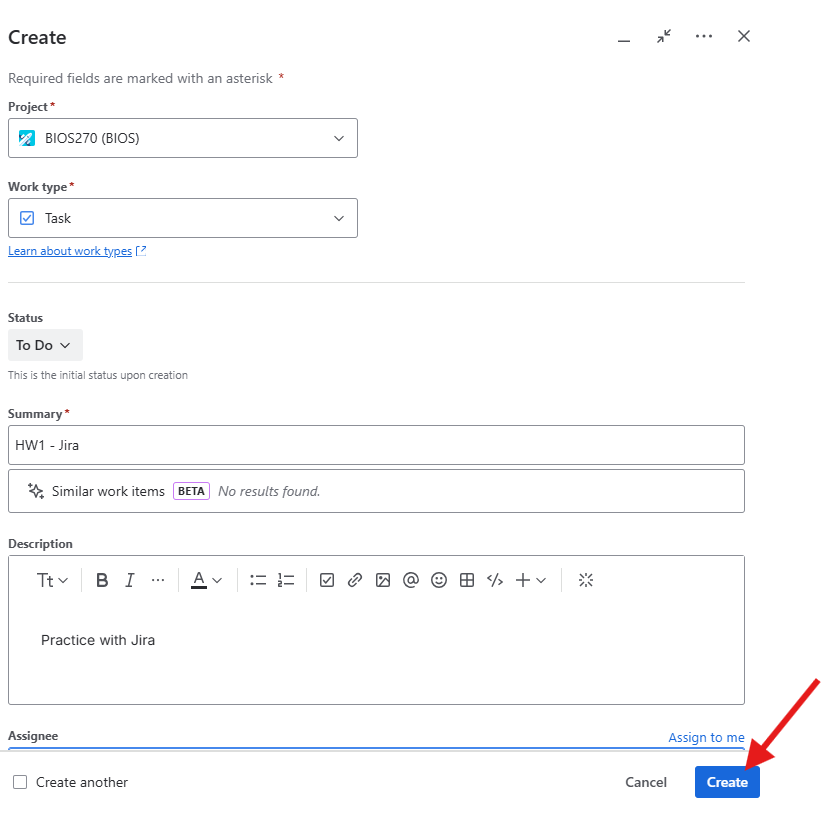 Create
Required fields are marked with an asterisk *
Project *
BIOS270 (BIOS)
Work type *
Task
Learn about work types
Status
To Do
This is the initial status upon creation
Summary *
HW1 - Jira
Similar work items BETA No results found.
Description
Tt B I ... A @ </> +
Practice with Jira
Assignee Assign to me
Create another Cancel Create